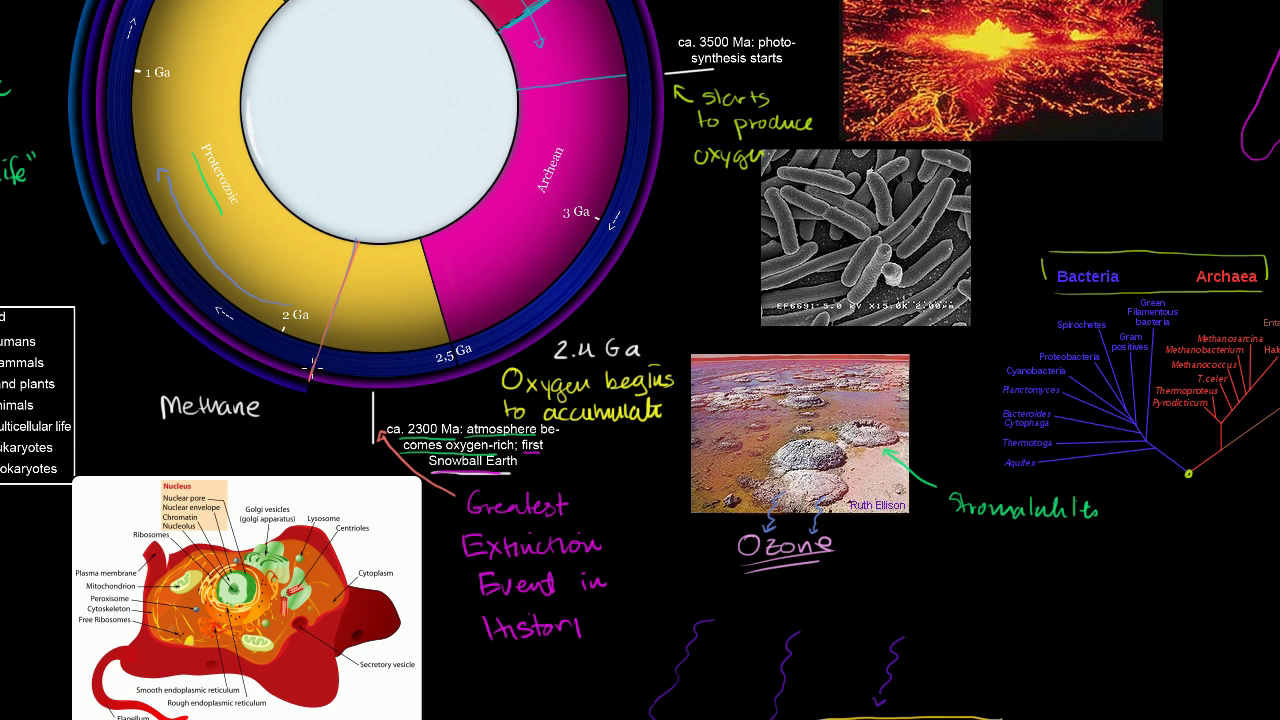 ca. 3500 Ma: photo-
synthesis starts
starts
to produce
oxygen
1 Ga
Proterozoic
Archean
3 Ga
2 Ga
2,5 Ga
ife"
d
umans
ammals
and plants
nimals
ulticellular life
ukaryotes
okaryotes
Methane
2.4 Ga
Oxygen begins
to accumulate
ca. 2300 Ma: atmosphere be-
comes oxygen-rich; first
Snowball Earth
Greatest
Extinction
Event in
History
EF6691 5.0 kV X15.0K 2.00µm
Ruth Ellison
Stromatolites
Ozone
Bacteria
Archaea
Green
Filamentous
bacteria
Spirochetes
Gram
positives
Proteobacteria
Cyanobacteria
Planctomyces
Bacteroides
Cytophaga
Thermotoga
Aquifex
Enta
Hal
Methanosarcina
Methanobacterium
Methanococcus
T.celer
Thermoproteus
Pyrodicticum
Nucleus
Nuclear pore
Nuclear envelope
Chromatin
Nucleolus
Golgi vesicles
(golgi apparatus)
Lysosome
Centrioles
Ribosomes
Plasma membrane
Mitochondrion
Peroxisome
Cytoskeleton
Free Ribosomes
Cytoplasm
Secretory vesicle
Smooth endoplasmic reticulum
Rough endoplasmic reticulum
Flagellum